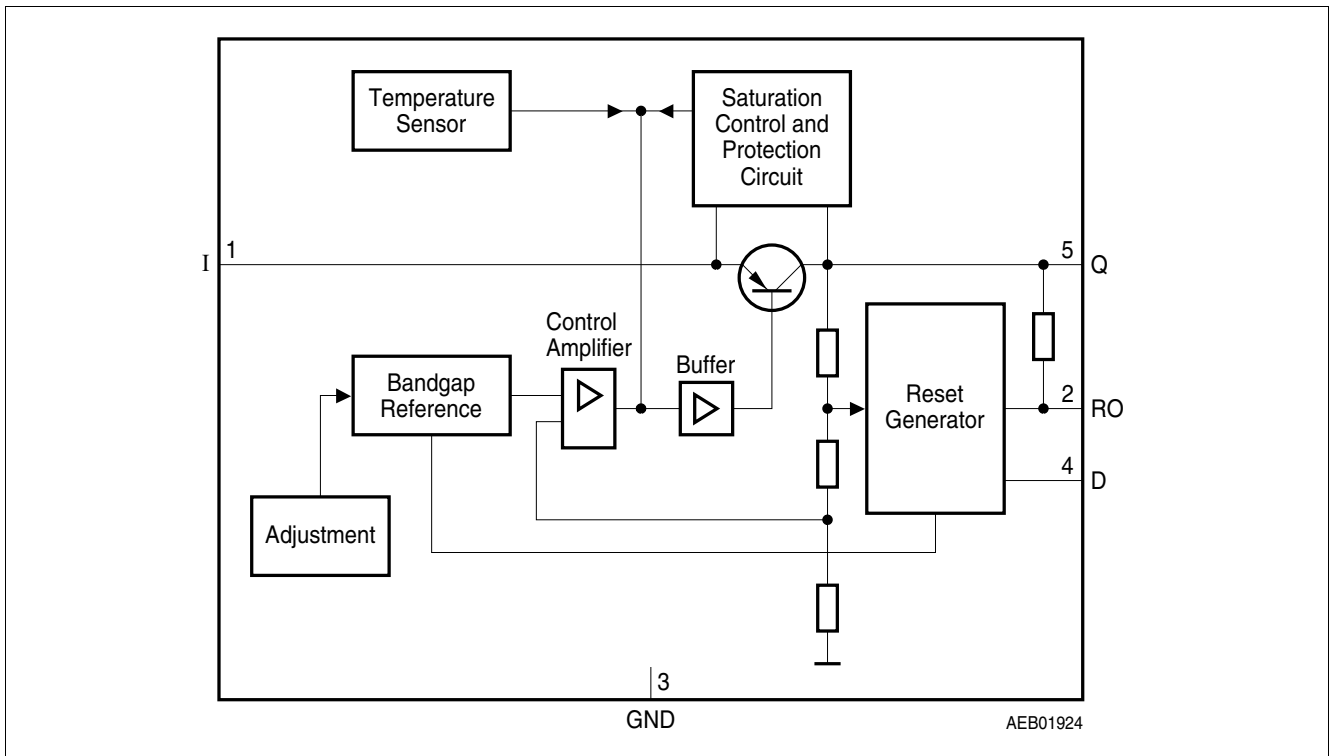 Temperature
Sensor
Saturation
Control and
Protection
Circuit
I
1
5
Q
Control
Amplifier
Buffer
Bandgap
Reference
Reset
Generator
2
RO
4
D
Adjustment
3
GND
AEB01924